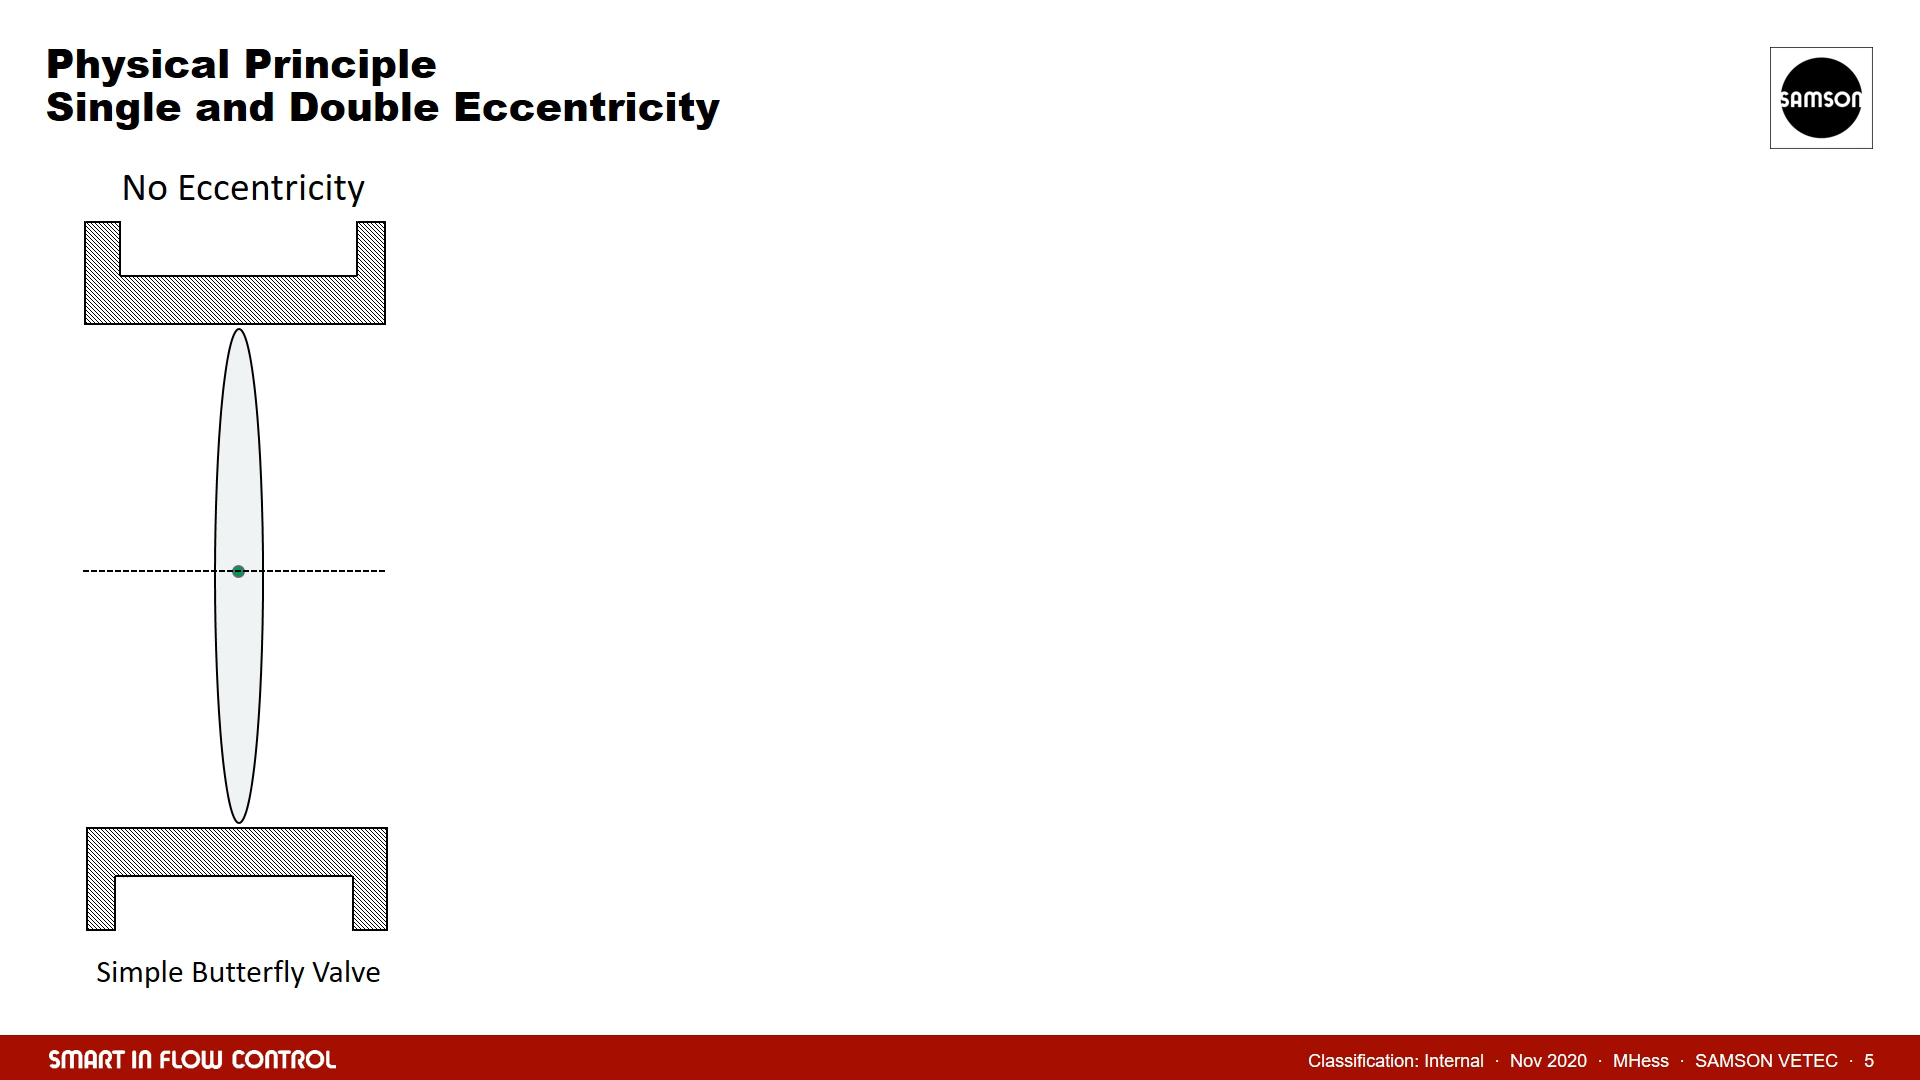 Physical Principle
Single and Double Eccentricity
SAMSON
No Eccentricity
Simple Butterfly Valve
SMART IN FLOW CONTROL
Classification: Internal · Nov 2020 · MHess · SAMSON VETEC · 5